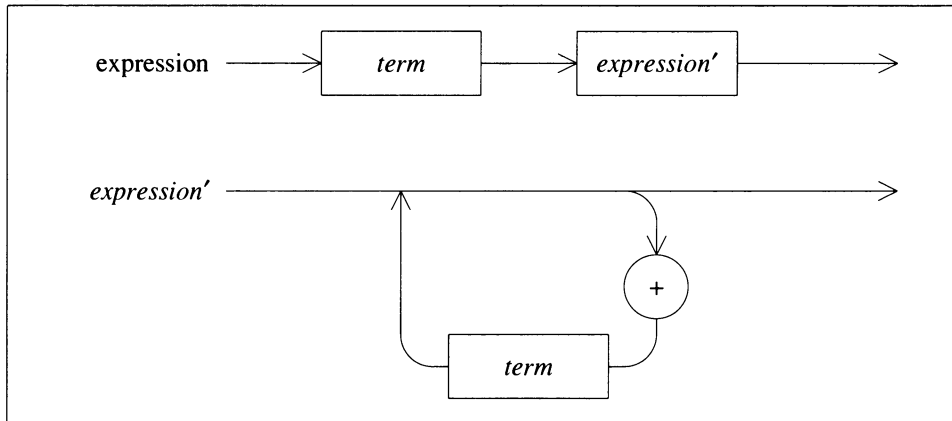 expression term expression′
expression′
+
term